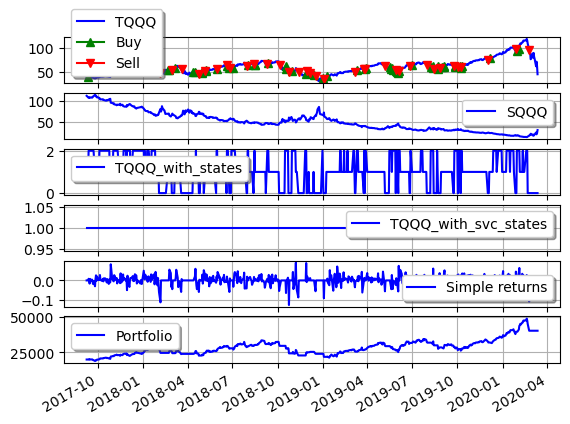 TQQQ
Buy
Sell
100
50
SQQQ
100
50
TQQQ_with_states
2
0
TQQQ_with_svc_states
1.05
1.00
0.95
Simple returns
0.0
−0.1
Portfolio
50000
25000
2017-10 2018-01 2018-04 2018-07 2018-10 2019-01 2019-04 2019-07 2019-10 2020-01 2020-04